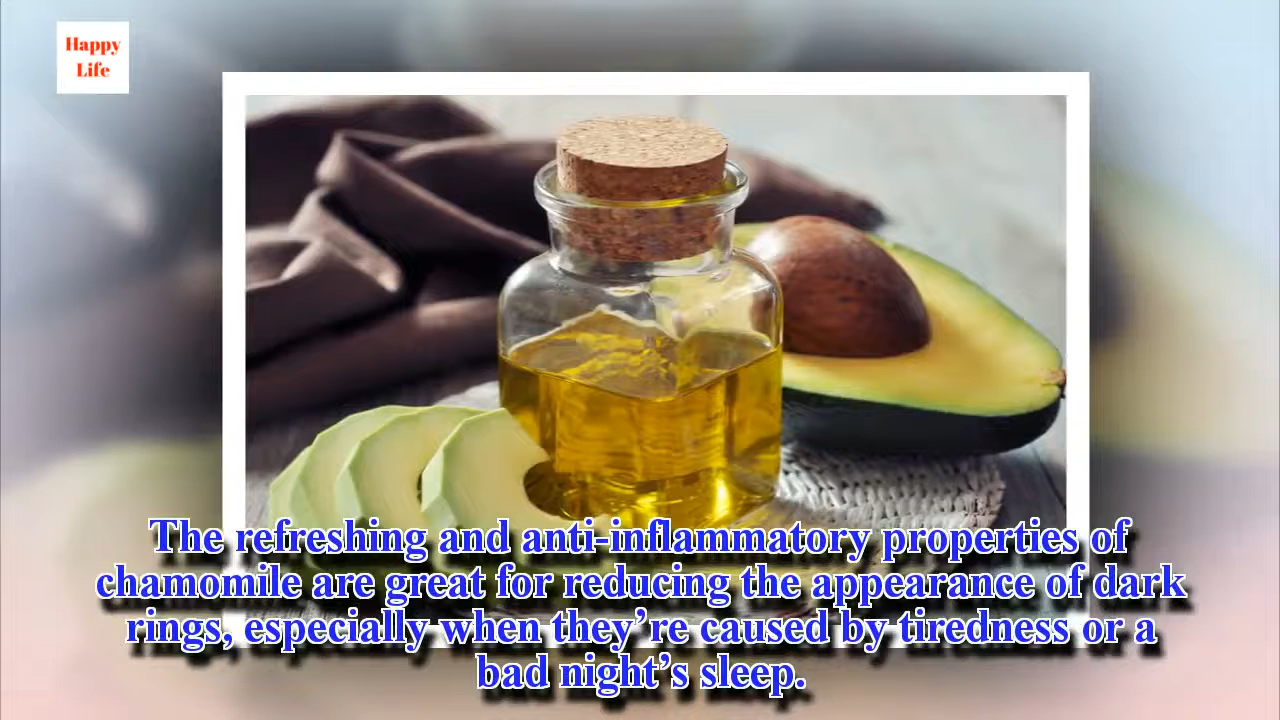 Happy
Life
The refreshing and anti-inflammatory properties of
chamomile are great for reducing the appearance of dark
rings, especially when they’re caused by tiredness or a
bad night’s sleep.